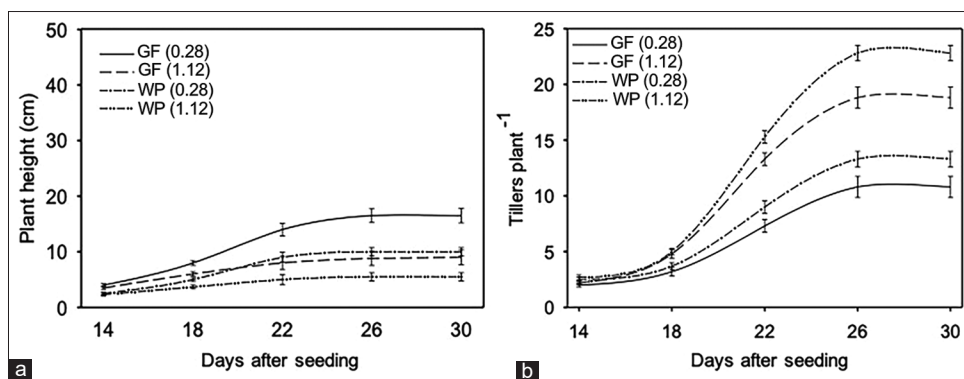 50
40
30
20
10
0
Plant height (cm)
GF (0.28)
GF (1.12)
WP (0.28)
WP (1.12)
14 18 22 26 30
Days after seeding
a
25
20
15
10
5
0
Tillers plant⁻¹
GF (0.28)
GF (1.12)
WP (0.28)
WP (1.12)
14 18 22 26 30
Days after seeding
b